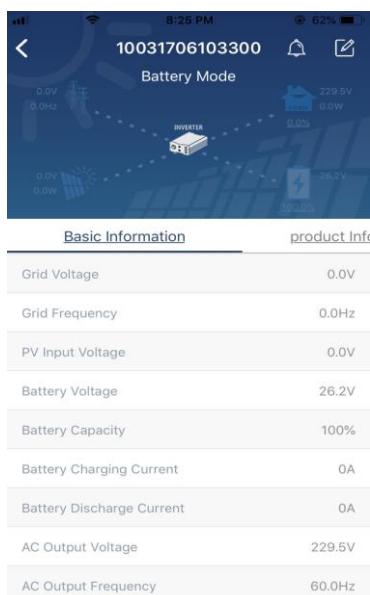 8:25 PM
62%
10031706103300
Battery Mode
0.0V
0.0Hz
229.5V
0.0W
0.0%
INVERTER
0.0V
0.0W
26.2V
100.0%
Basic Information
product Info
Grid Voltage 0.0V
Grid Frequency 0.0Hz
PV Input Voltage 0.0V
Battery Voltage 26.2V
Battery Capacity 100%
Battery Charging Current 0A
Battery Discharge Current 0A
AC Output Voltage 229.5V
AC Output Frequency 60.0Hz